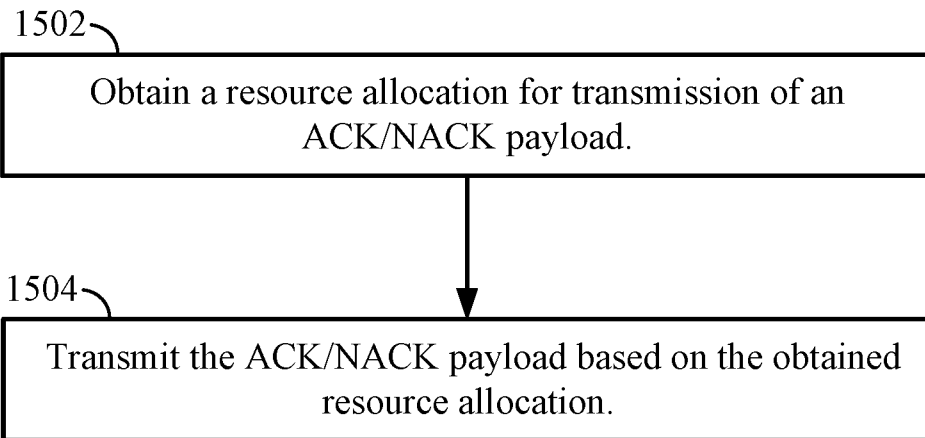 1502
Obtain a resource allocation for transmission of an
ACK/NACK payload.
1504
Transmit the ACK/NACK payload based on the obtained
resource allocation.